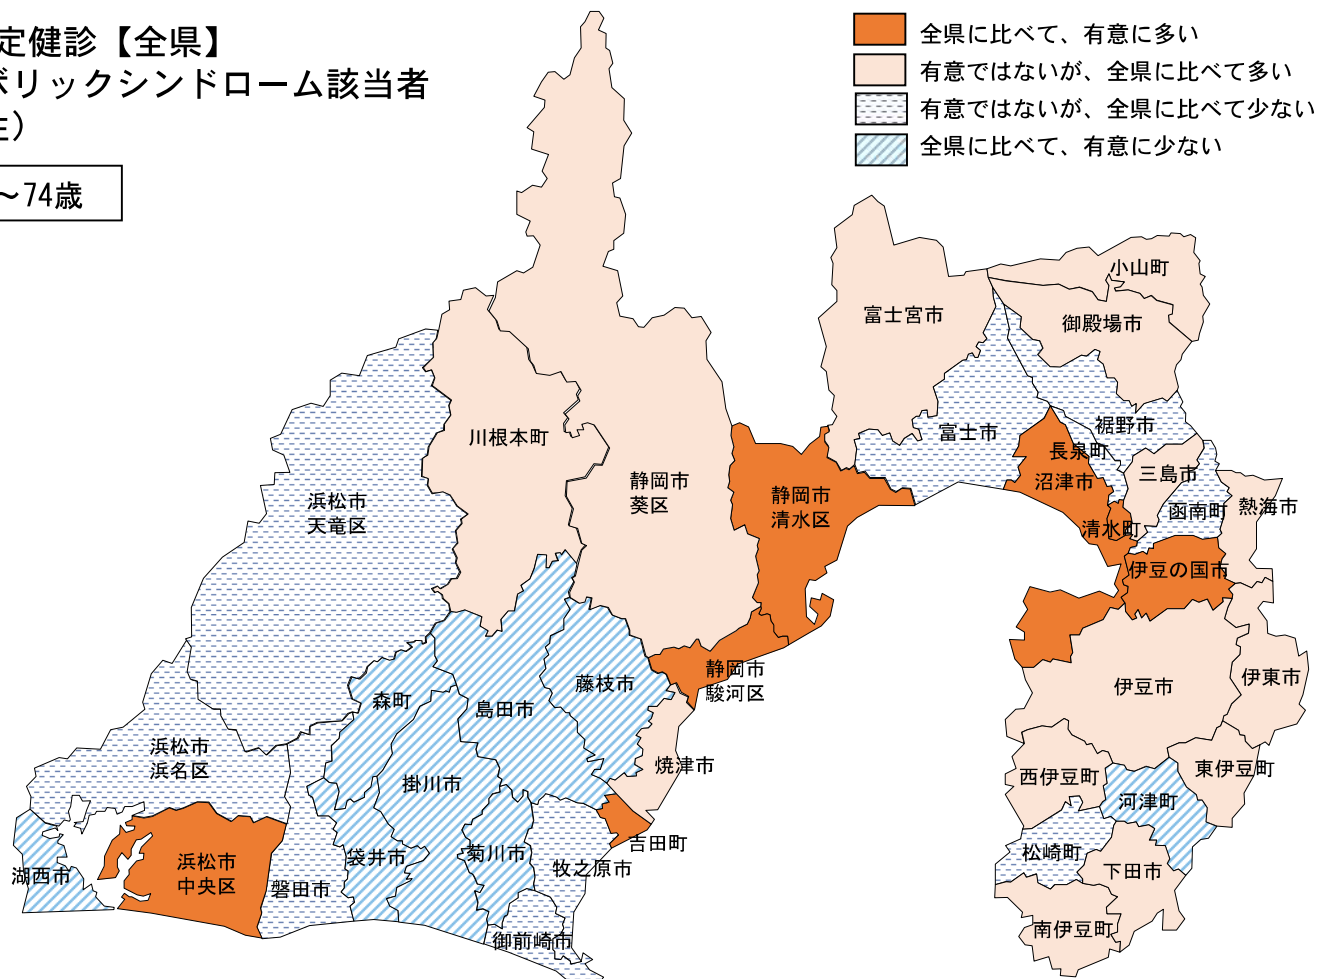 定健診【全県】
ボリックシンドローム該当者
性）
～74歳
全県に比べて、有意に多い
有意ではないが、全県に比べて多い
有意ではないが、全県に比べて少ない
全県に比べて、有意に少ない
小山町
富士宮市
御殿場市
裾野市
富士市
川根本町
長泉町
三島市
静岡市
葵区
沼津市
静岡市
清水区
浜松市
天竜区
函南町
熱海市
清水町
伊豆の国市
静岡市
駿河区
藤枝市
伊豆市
伊東市
森町
島田市
浜松市
浜名区
焼津市
西伊豆町
東伊豆町
掛川市
河津町
吉田町
松崎町
袋井市
菊川市
牧之原市
下田市
湖西市
浜松市
中央区
磐田市
御前崎市
南伊豆町